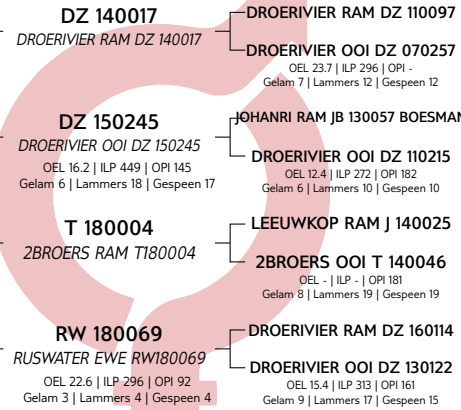 DZ 140017
DROERIVIER RAM DZ 140017
DROERIVIER RAM DZ 110097
DROERIVIER OOI DZ 070257
OEL 23.7 | ILP 296 | OPI -
Gelam 7 | Lammers 12 | Gespeen 12
DZ 150245
DROERIVIER OOI DZ 150245
OEL 16.2 | ILP 449 | OPI 145
Gelam 6 | Lammers 18 | Gespeen 17
JOHANRI RAM JB 130057 BOESMAN
DROERIVIER OOI DZ 110215
OEL 12.4 | ILP 272 | OPI 182
Gelam 6 | Lammers 10 | Gespeen 10
T 180004
2BROERS RAM T180004
LEEUWKOP RAM J 140025
2BROERS OOI T 140046
OEL - | ILP - | OPI 181
Gelam 8 | Lammers 19 | Gespeen 19
RW 180069
RUSWATER EWE RW180069
OEL 22.6 | ILP 296 | OPI 92
Gelam 3 | Lammers 4 | Gespeen 4
DROERIVIER RAM DZ 160114
DROERIVIER OOI DZ 130122
OEL 15.4 | ILP 313 | OPI 161
Gelam 9 | Lammers 17 | Gespeen 15